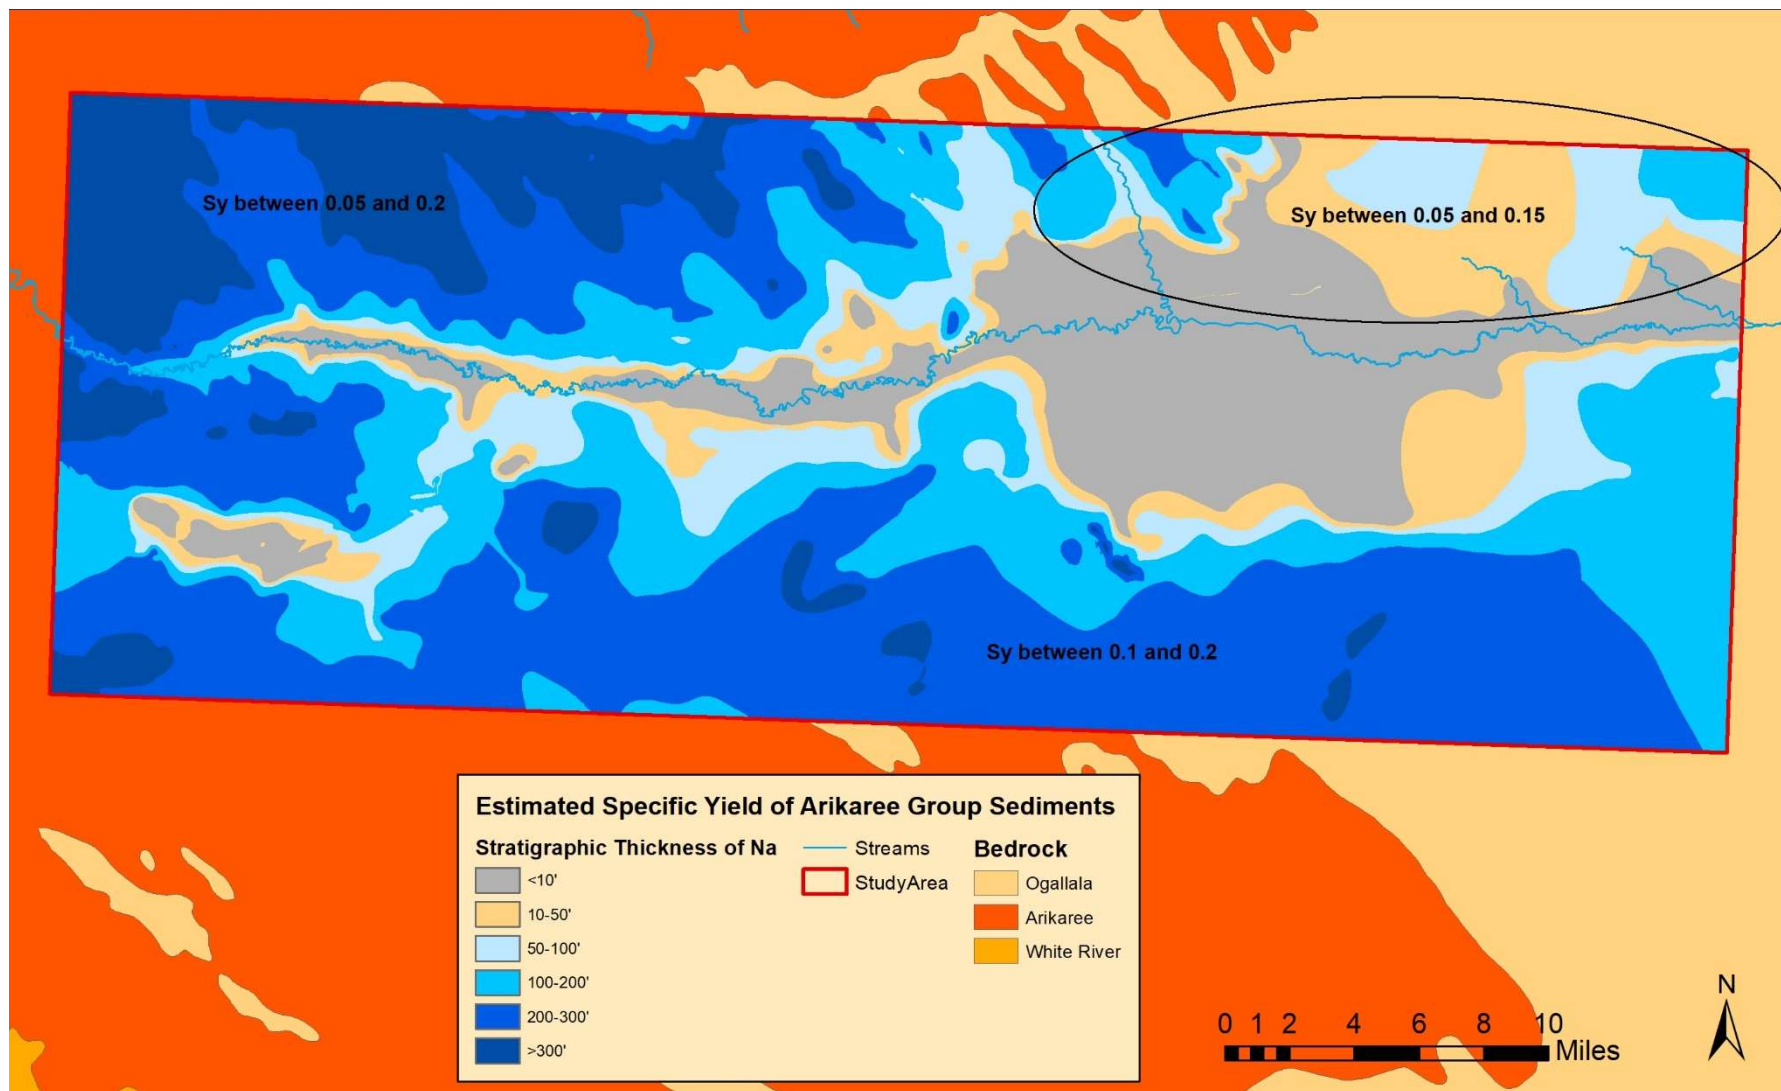 Sy between 0.05 and 0.2
Sy between 0.05 and 0.15
Sy between 0.1 and 0.2
Estimated Specific Yield of Arikaree Group Sediments
Stratigraphic Thickness of Na
<10'
10-50'
50-100'
100-200'
200-300'
>300'
Streams
StudyArea
Bedrock
Ogallala
Arikaree
White River
N
0 1 2 4 6 8 10
Miles